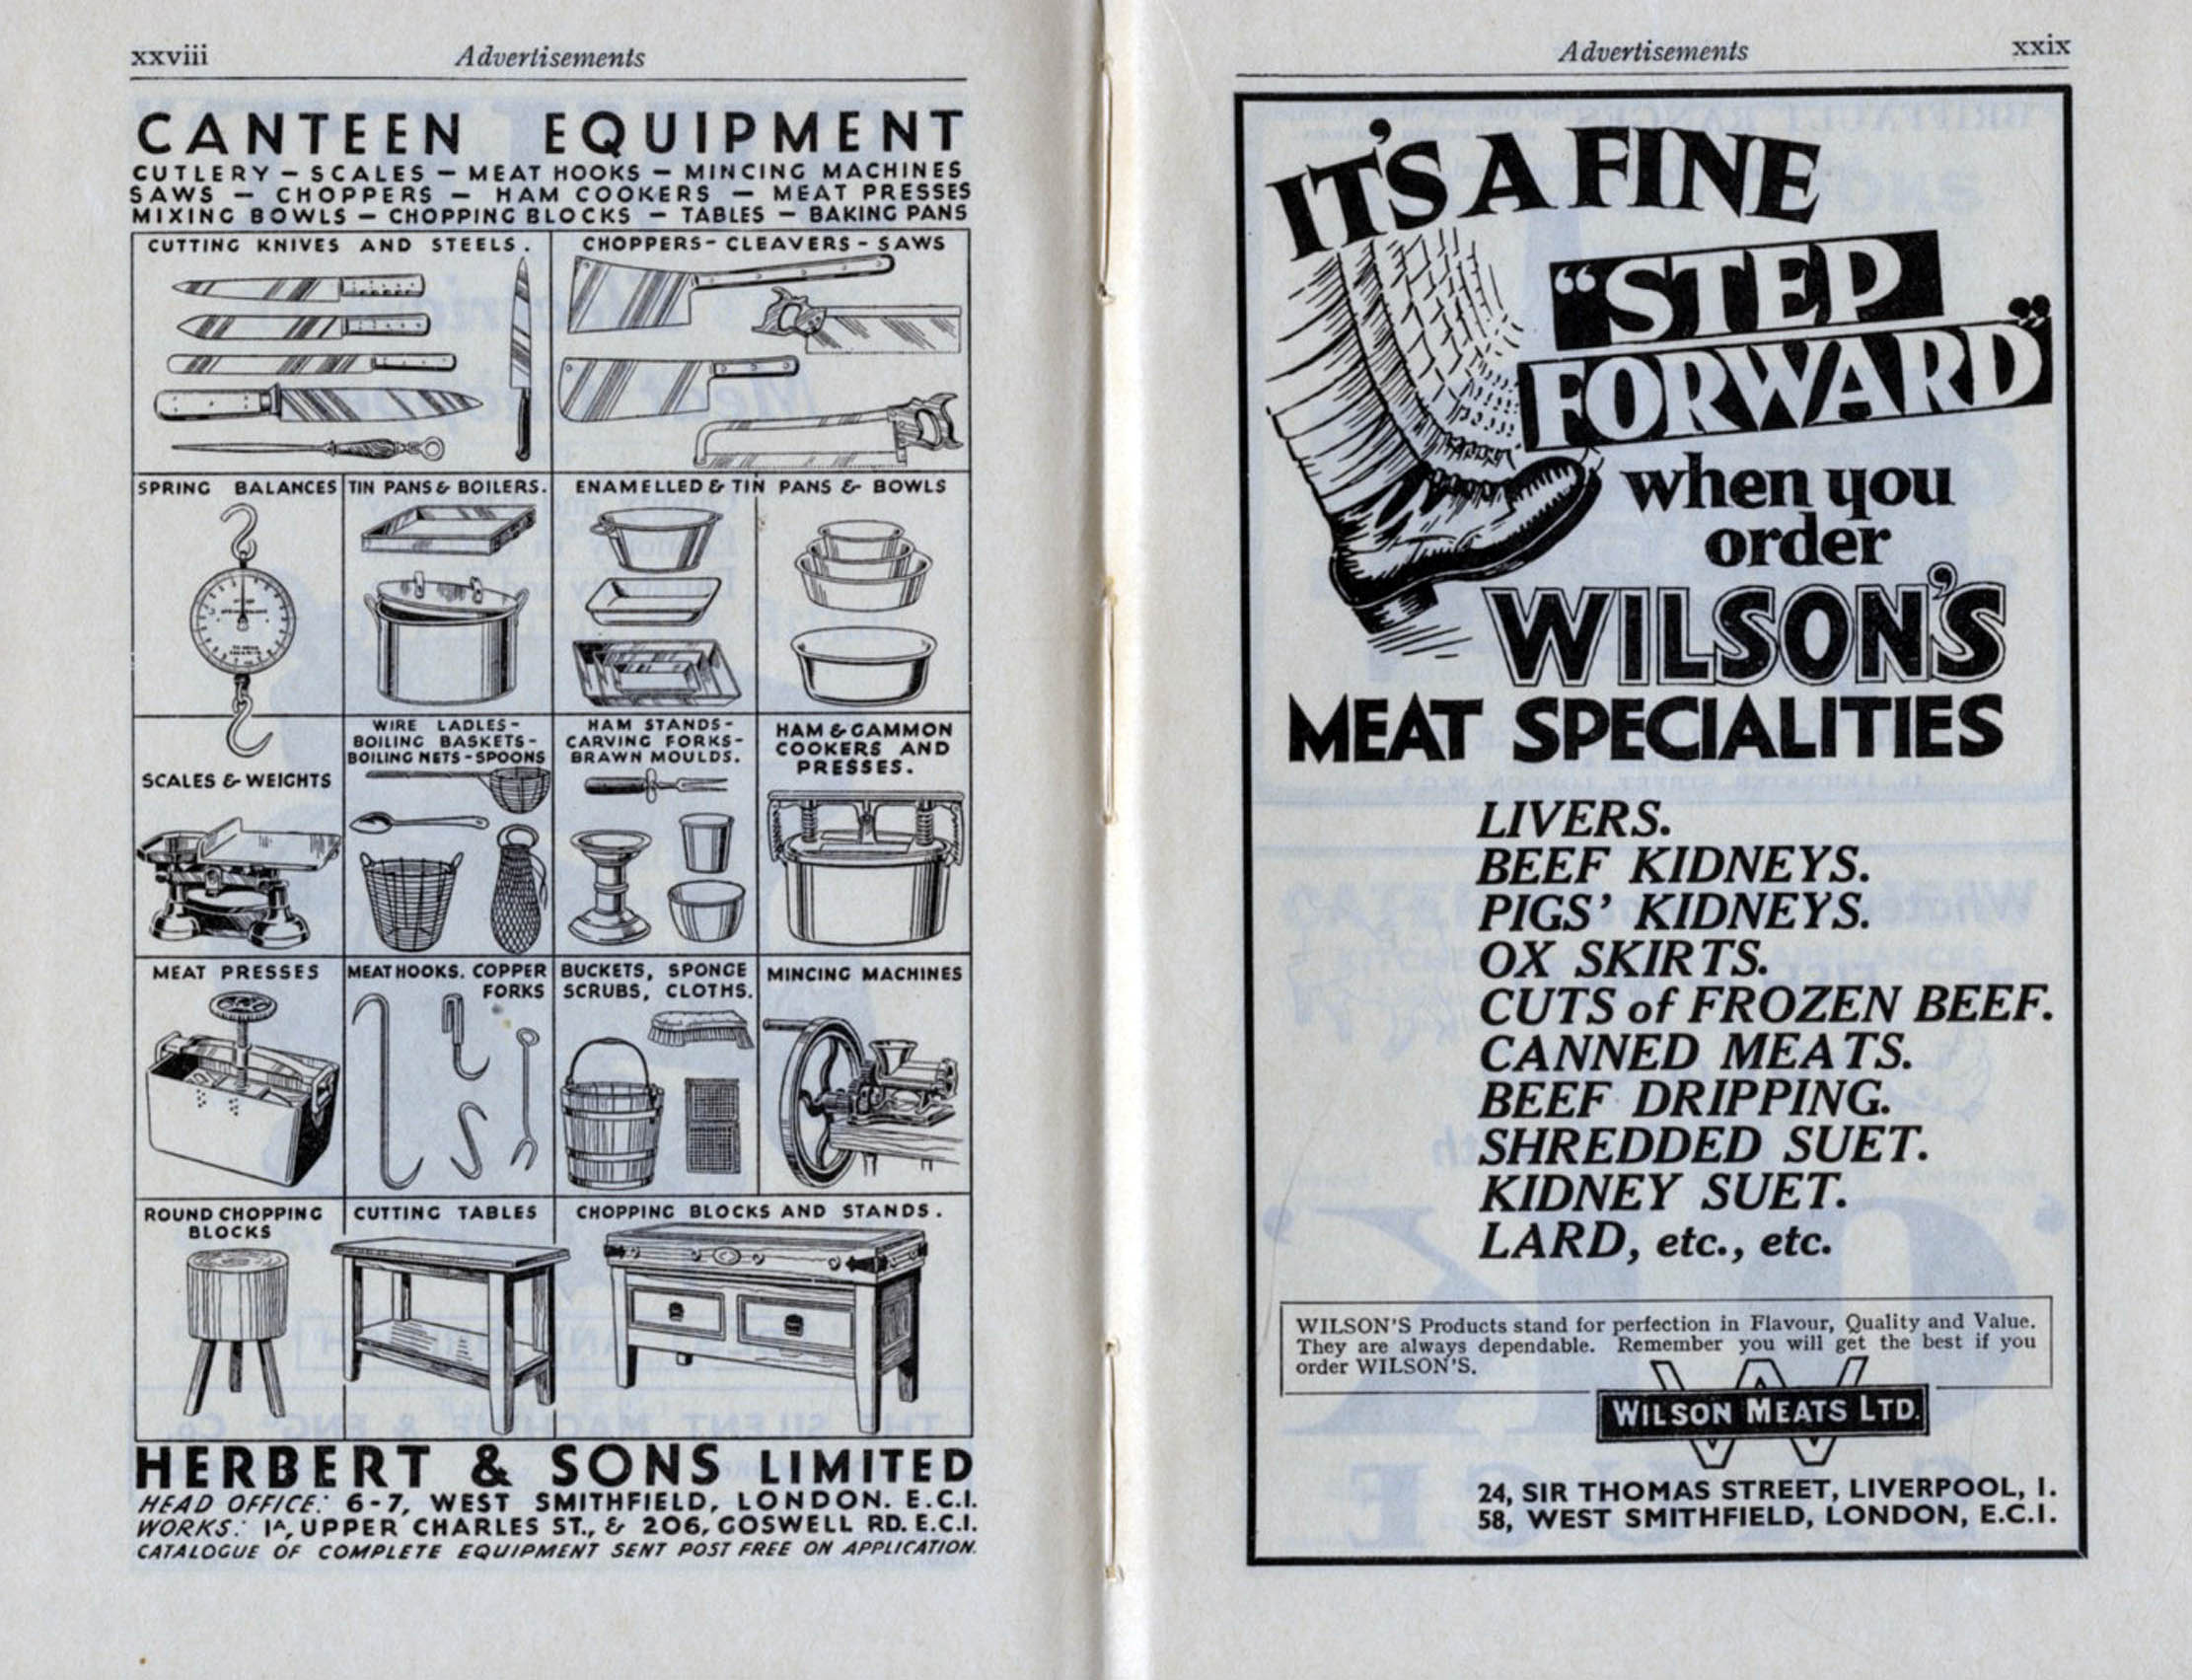 xxviii
Advertisements
CANTEEN EQUIPMENT
CUTLERY – SCALES – MEAT HOOKS – MINCING MACHINES
SAWS – CHOPPERS – HAM COOKERS – MEAT PRESSES
MIXING BOWLS – CHOPPING BLOCKS – TABLES – BAKING PANS
CUTTING KNIVES AND STEELS.
CHOPPERS- CLEAVERS - SAWS
SPRING BALANCES
TIN PANS & BOILERS.
ENAMELLED & TIN PANS & BOWLS
SCALES & WEIGHTS
WIRE LADLES-
BOILING BASKETS-
BOILING NETS - SPOONS
HAM STANDS-
CARVING FORKS-
BRAWN MOULDS.
HAM & GAMMON
COOKERS AND
PRESSES.
MEAT PRESSES
MEAT HOOKS. COPPER
FORKS
BUCKETS, SPONGE
SCRUBS, CLOTHS.
MINCING MACHINES
ROUND CHOPPING
BLOCKS
CUTTING TABLES
CHOPPING BLOCKS AND STANDS.
HERBERT & SONS LIMITED
HEAD OFFICE: 6-7, WEST SMITHFIELD, LONDON. E.C.I.
WORKS: 1A, UPPER CHARLES ST., & 206, GOSWELL RD. E.C.I.
CATALOGUE OF COMPLETE EQUIPMENT SENT POST FREE ON APPLICATION.
Advertisements
xxix
IT'S A FINE
"STEP
FORWARD"
when you
order
WILSON'S
MEAT SPECIALITIES
LIVERS.
BEEF KIDNEYS.
PIGS' KIDNEYS.
OX SKIRTS.
CUTS of FROZEN BEEF.
CANNED MEATS.
BEEF DRIPPING.
SHREDDED SUET.
KIDNEY SUET.
LARD, etc., etc.
WILSON'S Products stand for perfection in Flavour, Quality and Value.
They are always dependable. Remember you will get the best if you
order WILSON'S.
WILSON MEATS LTD.
24, SIR THOMAS STREET, LIVERPOOL, I.
58, WEST SMITHFIELD, LONDON, E.C.I.